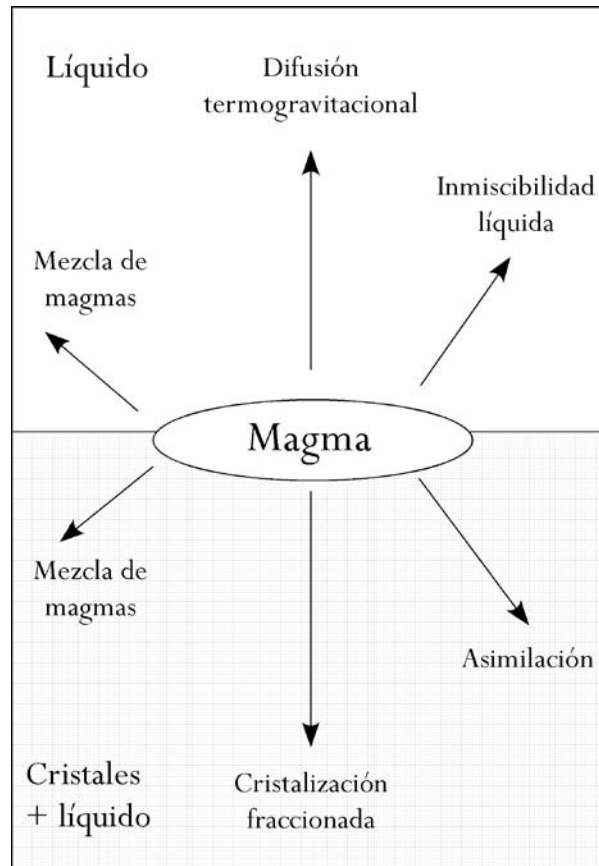 Líquido
Difusión
termogravitacional
Inmiscibilidad
líquida
Mezcla de
magmas
Magma
Mezcla de
magmas
Asimilación
Cristales
+ líquido
Cristalización
fraccionada